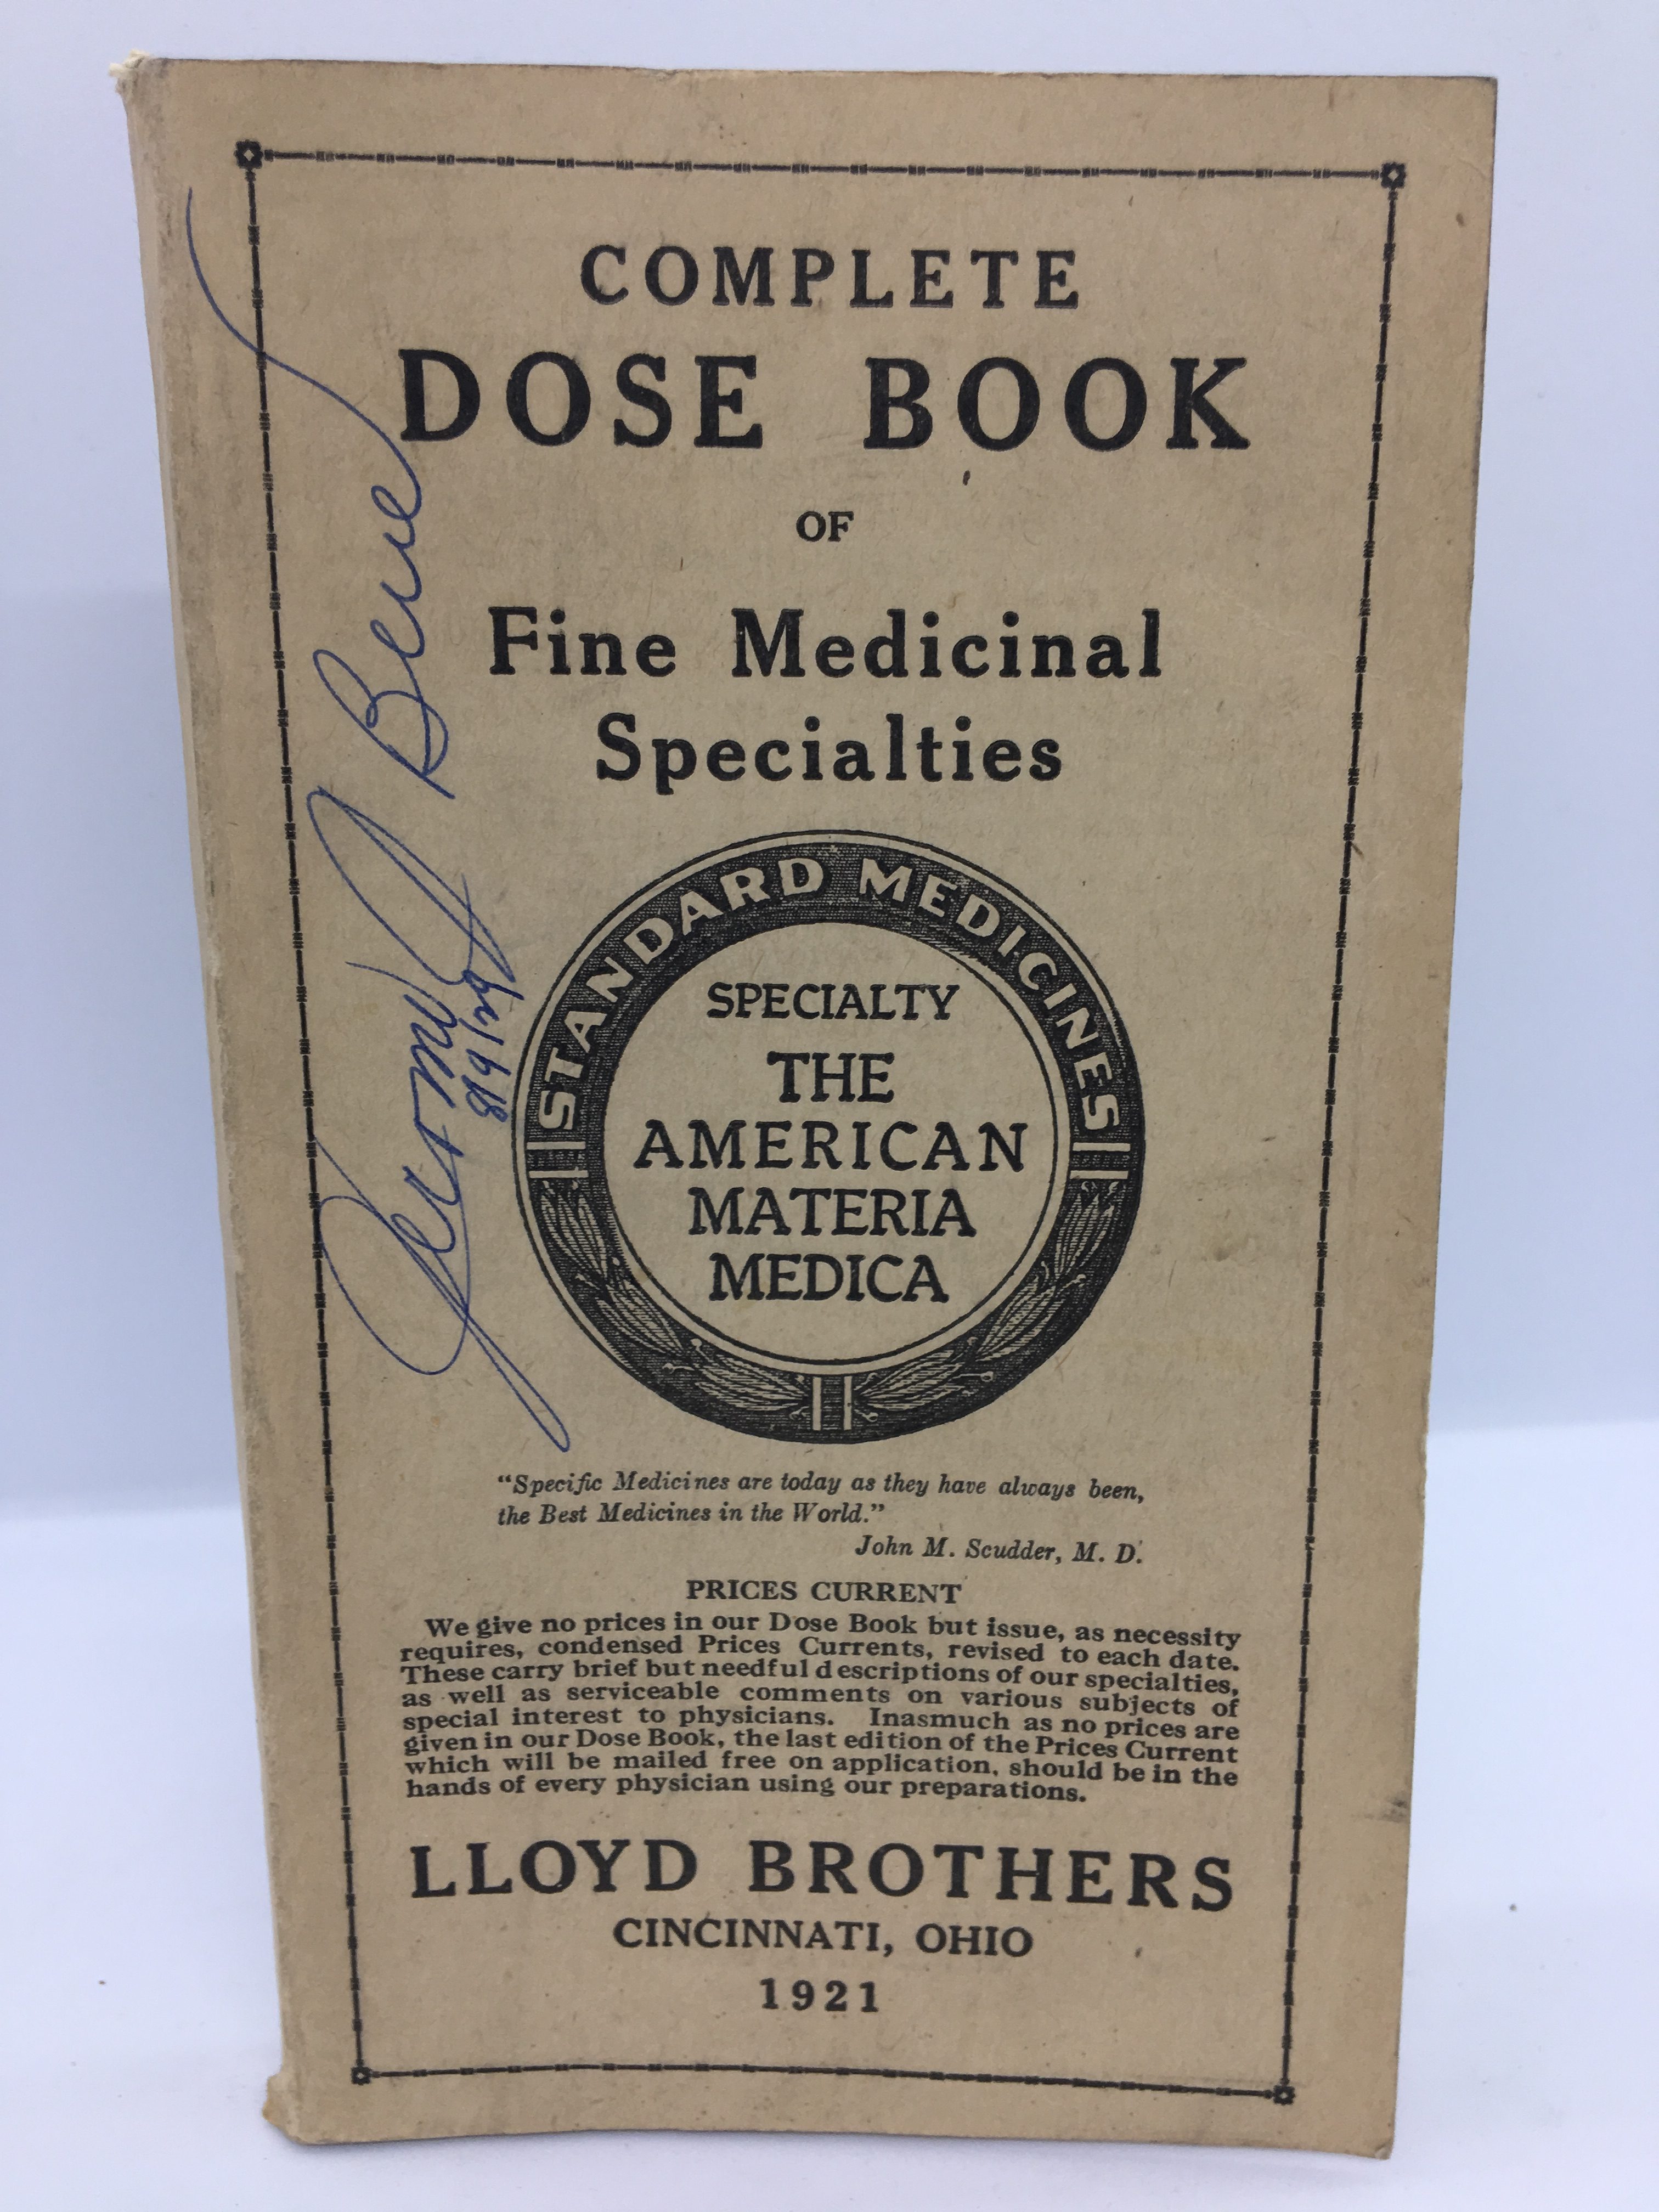 COMPLETE
DOSE BOOK
OF
Fine Medicinal
Specialties
STANDARD MEDICINES
SPECIALTY
THE
AMERICAN
MATERIA
MEDICA
"Specific Medicines are today as they have always been,
the Best Medicines in the World."
John M. Scudder, M. D.
PRICES CURRENT
We give no prices in our Dose Book but issue, as necessity
requires, condensed Prices Currents, revised to each date.
These carry brief but needful descriptions of our specialties,
as well as serviceable comments on various subjects of
special interest to physicians. Inasmuch as no prices are
given in our Dose Book, the last edition of the Prices Current
which will be mailed free on application, should be in the
hands of every physician using our preparations.
LLOYD BROTHERS
CINCINNATI, OHIO
1921